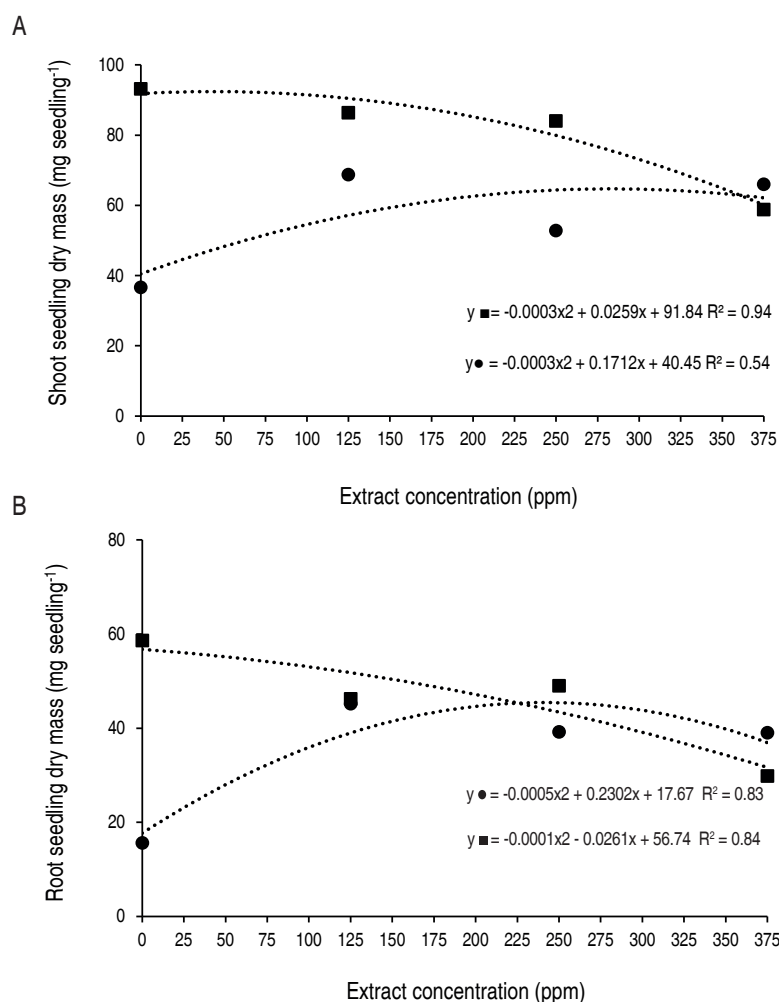 A
Shoot seedling dry mass (mg seedling-1)
100
80
60
40
20
0
y ■ = -0.0003x2 + 0.0259x + 91.84 R² = 0.94
y● = -0.0003x2 + 0.1712x + 40.45 R² = 0.54
0 25 50 75 100 125 150 175 200 225 250 275 300 325 350 375
Extract concentration (ppm)
B
Root seedling dry mass (mg seedling-1)
80
60
40
20
0
y ● = -0.0005x2 + 0.2302x + 17.67 R² = 0.83
y ■ = -0.0001x2 - 0.0261x + 56.74 R² = 0.84
0 25 50 75 100 125 150 175 200 225 250 275 300 325 350 375
Extract concentration (ppm)